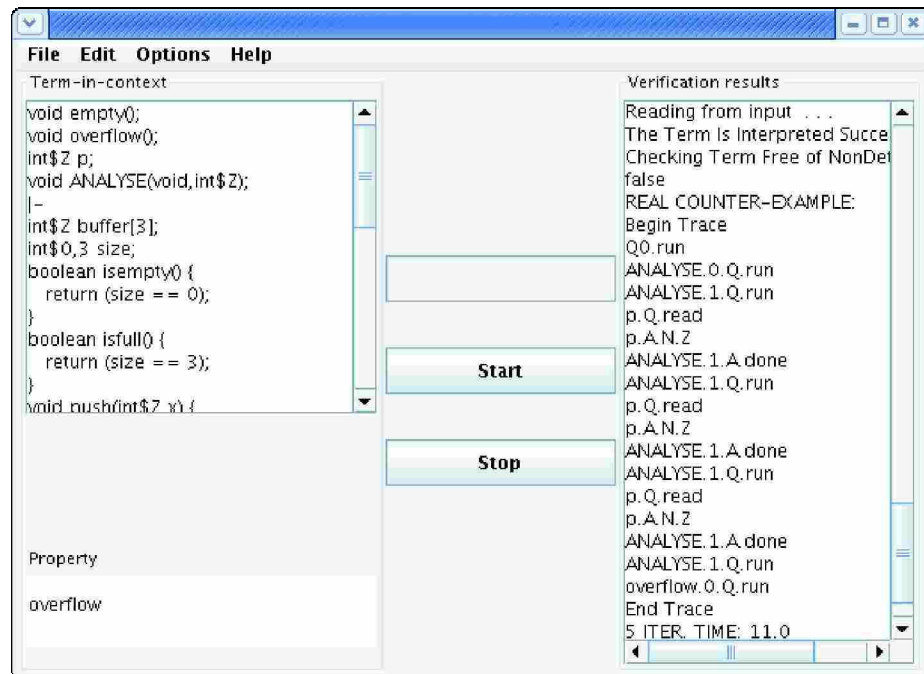 File Edit Options Help
Term-in-context
void empty();
void overflow();
int$Z p;
void ANALYSE(void,int$Z);
|-
int$Z buffer[3];
int$0,3 size;
boolean isempty() {
return (size == 0);
}
boolean isfull() {
return (size == 3);
}
void push(int$Z x) {
Property
overflow
Start
Stop
Verification results
Reading from input . . .
The Term Is Interpreted Succe
Checking Term Free of NonDet
false
REAL COUNTER-EXAMPLE:
Begin Trace
Q0.run
ANALYSE.0.Q.run
ANALYSE.1.Q.run
p.Q.read
p.A.N.Z
ANALYSE.1.A.done
ANALYSE.1.Q.run
p.Q.read
p.A.N.Z
ANALYSE.1.A.done
ANALYSE.1.Q.run
p.Q.read
p.A.N.Z
ANALYSE.1.A.done
ANALYSE.1.Q.run
overflow.0.Q.run
End Trace
5 ITER. TIME: 11.0